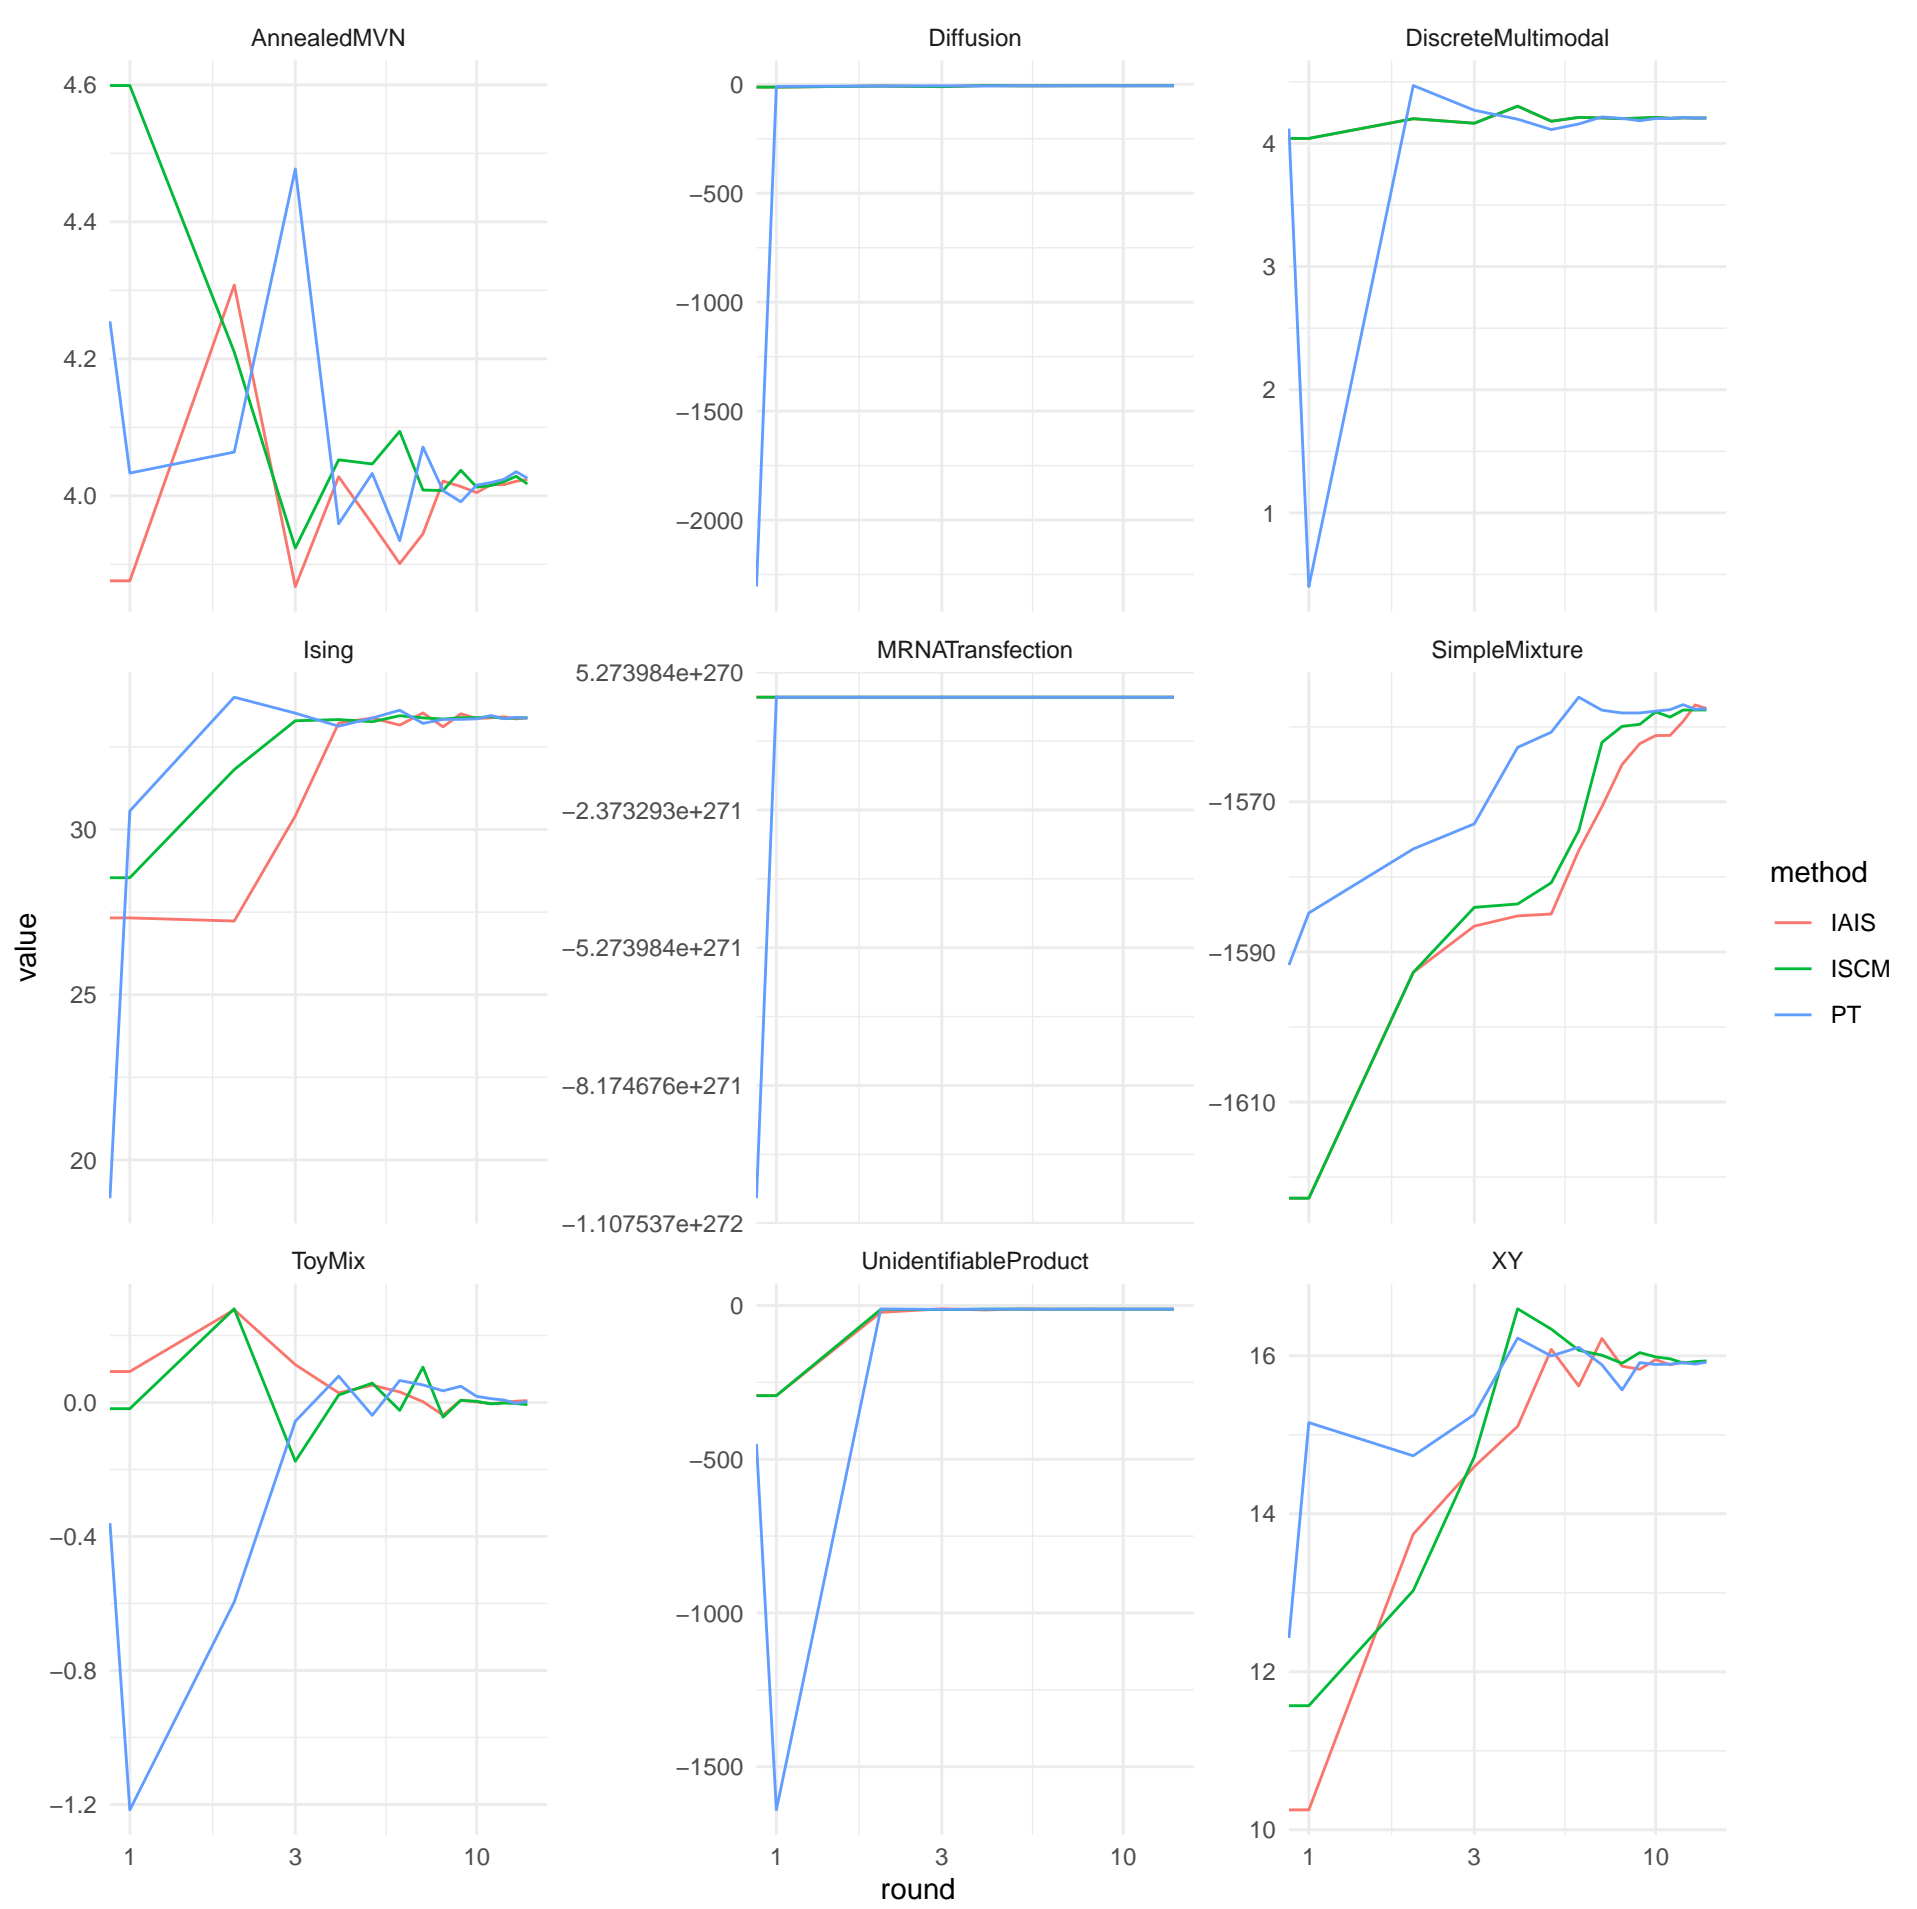 AnnealedMVN Diffusion DiscreteMultimodal
4.6
4.4
4.2
4.0
0
−500
−1000
−1500
−2000
4
3
2
1
Ising MRNATransfection SimpleMixture
30
25
20
5.273984e+270
−2.373293e+271
−5.273984e+271
−8.174676e+271
−1.107537e+272
−1570
−1590
−1610
ToyMix UnidentifiableProduct XY
0.0
−0.4
−0.8
−1.2
0
−500
−1000
−1500
16
14
12
10
1 3 10 1 3 10 1 3 10
round
value
method
IAIS
ISCM
PT